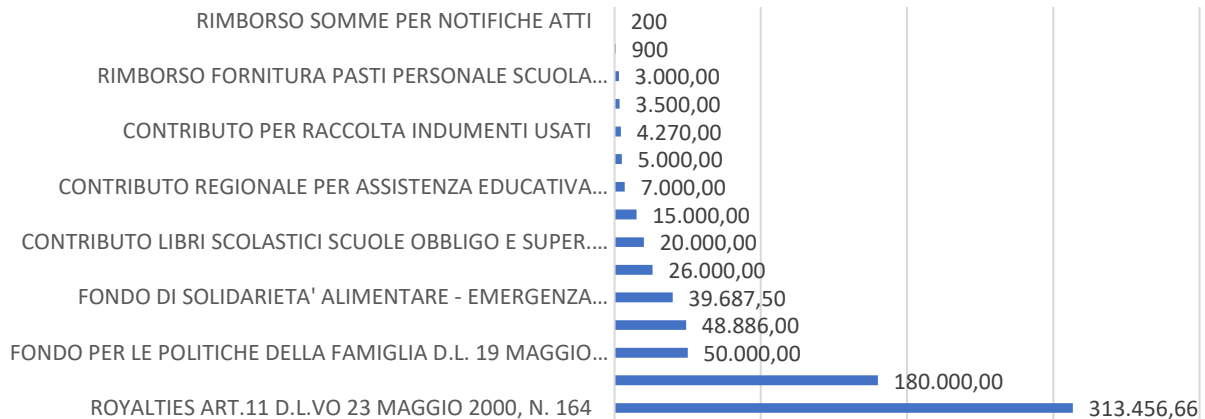 RIMBORSO SOMME PER NOTIFICHE ATTI 200
900
RIMBORSO FORNITURA PASTI PERSONALE SCUOLA... 3.000,00
3.500,00
CONTRIBUTO PER RACCOLTA INDUMENTI USATI 4.270,00
5.000,00
CONTRIBUTO REGIONALE PER ASSISTENZA EDUCATIVA... 7.000,00
15.000,00
CONTRIBUTO LIBRI SCOLASTICI SCUOLE OBBLIGO E SUPER.... 20.000,00
26.000,00
FONDO DI SOLIDARIETA' ALIMENTARE - EMERGENZA... 39.687,50
48.886,00
FONDO PER LE POLITICHE DELLA FAMIGLIA D.L. 19 MAGGIO... 50.000,00
180.000,00
ROYALTIES ART.11 D.L.VO 23 MAGGIO 2000, N. 164 313.456,66